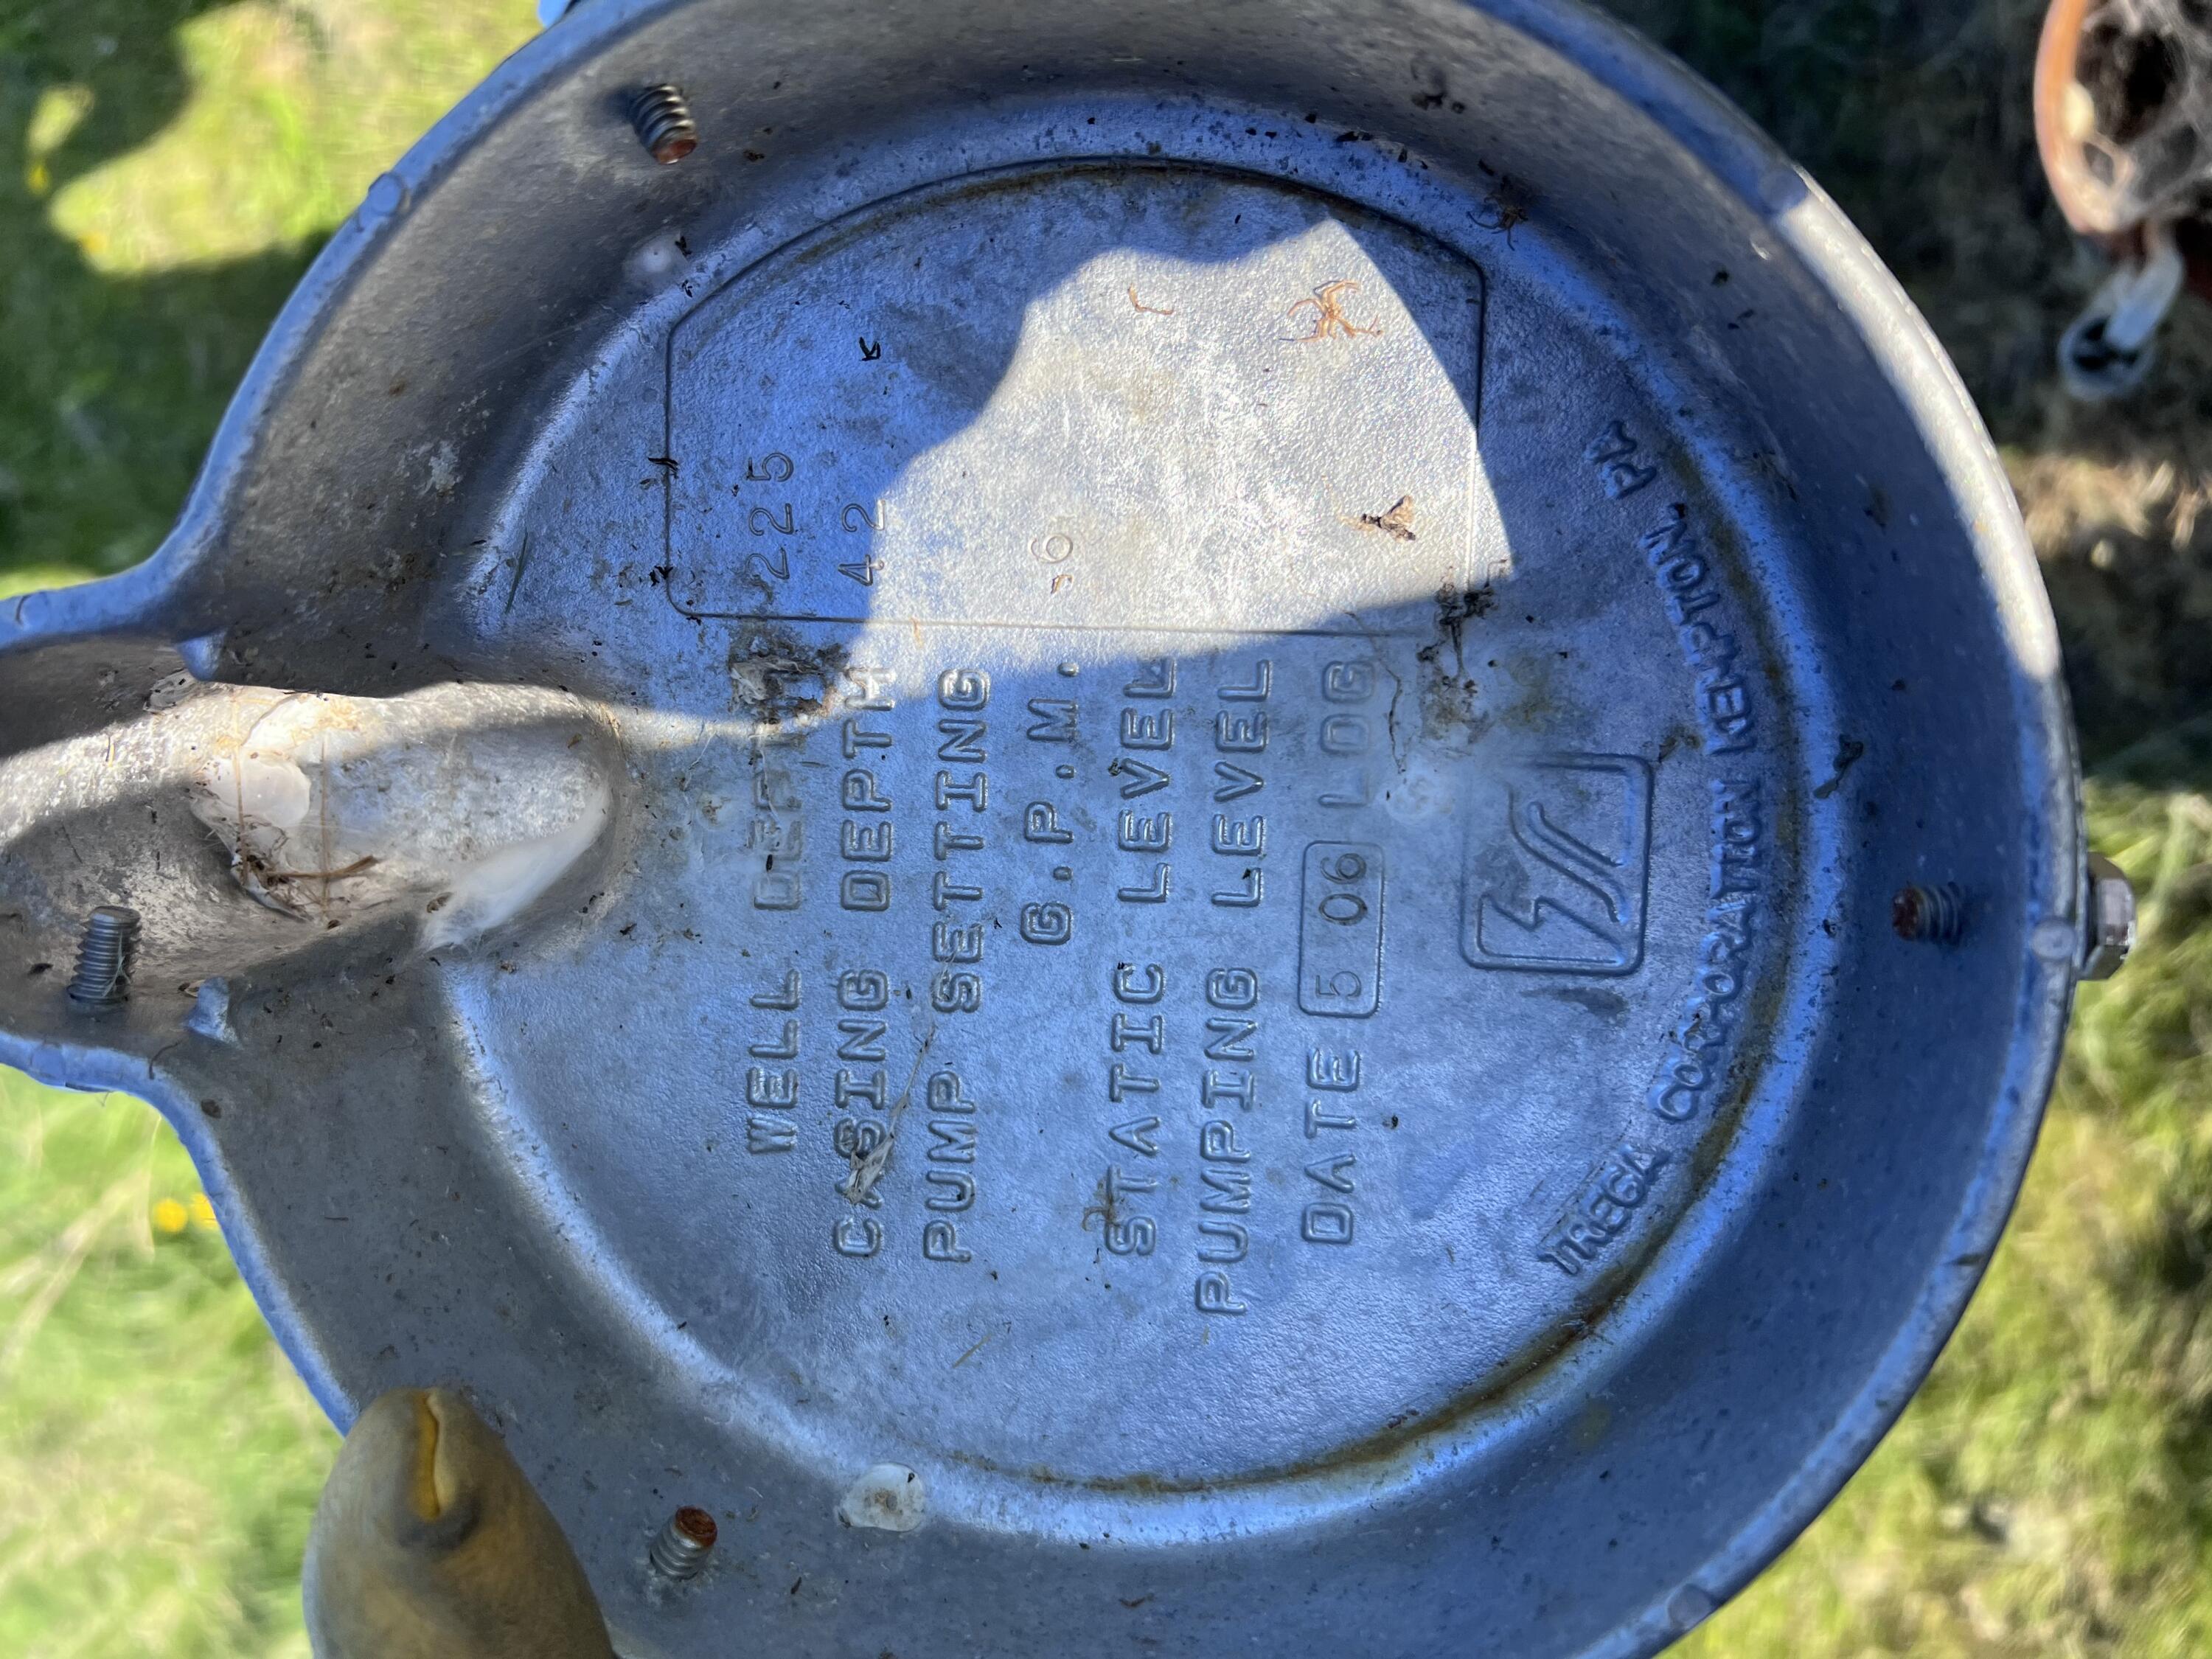 WELL DEPTH 225
CASING DEPTH 42
PUMP SETTING
G.P.M. 6
STATIC LEVEL
PUMPING LEVEL
DATE 5 06 LOG
TREGA CORPORATION KEMPTON, PA